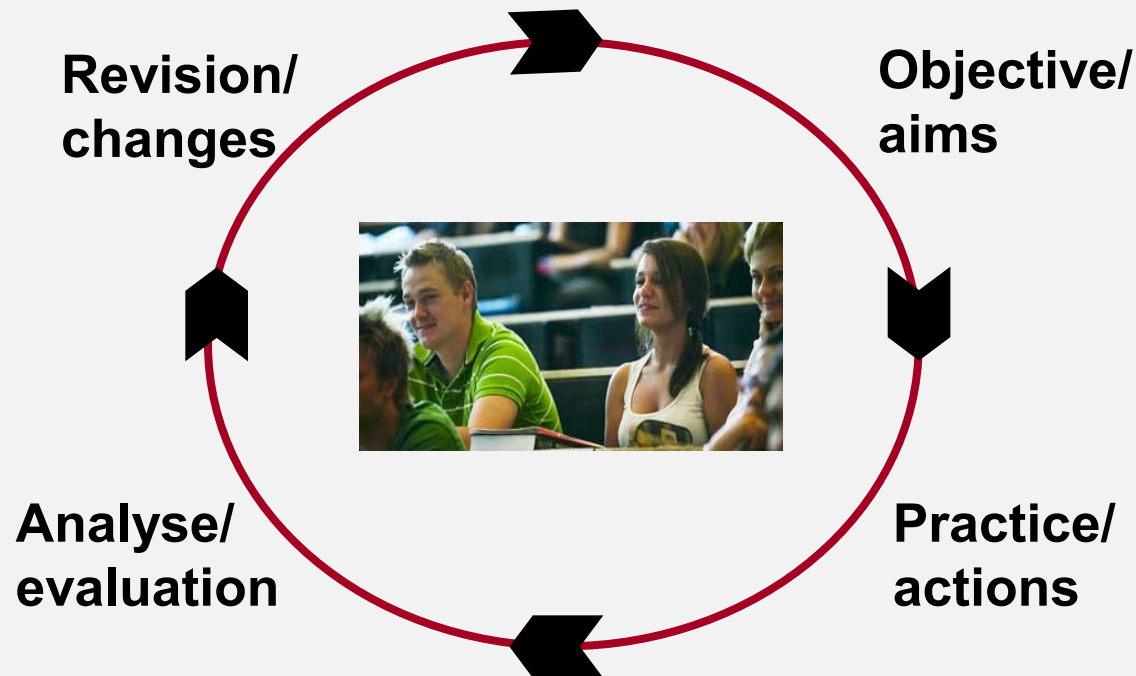 Revision/
changes
Objective/
aims
Analyse/
evaluation
Practice/
actions